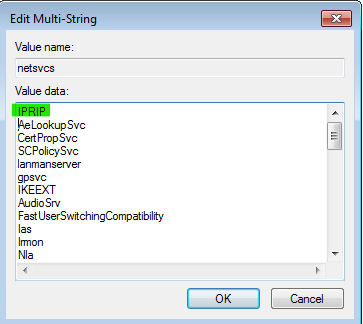 Edit Multi-String
Value name:
netsvcs
Value data:
IPRIP
AeLookupSvc
CertPropSvc
SCPolicySvc
lanmanserver
gpsvc
IKEEXT
AudioSrv
FastUserSwitchingCompatibility
Ias
Irmon
Nla
OK
Cancel